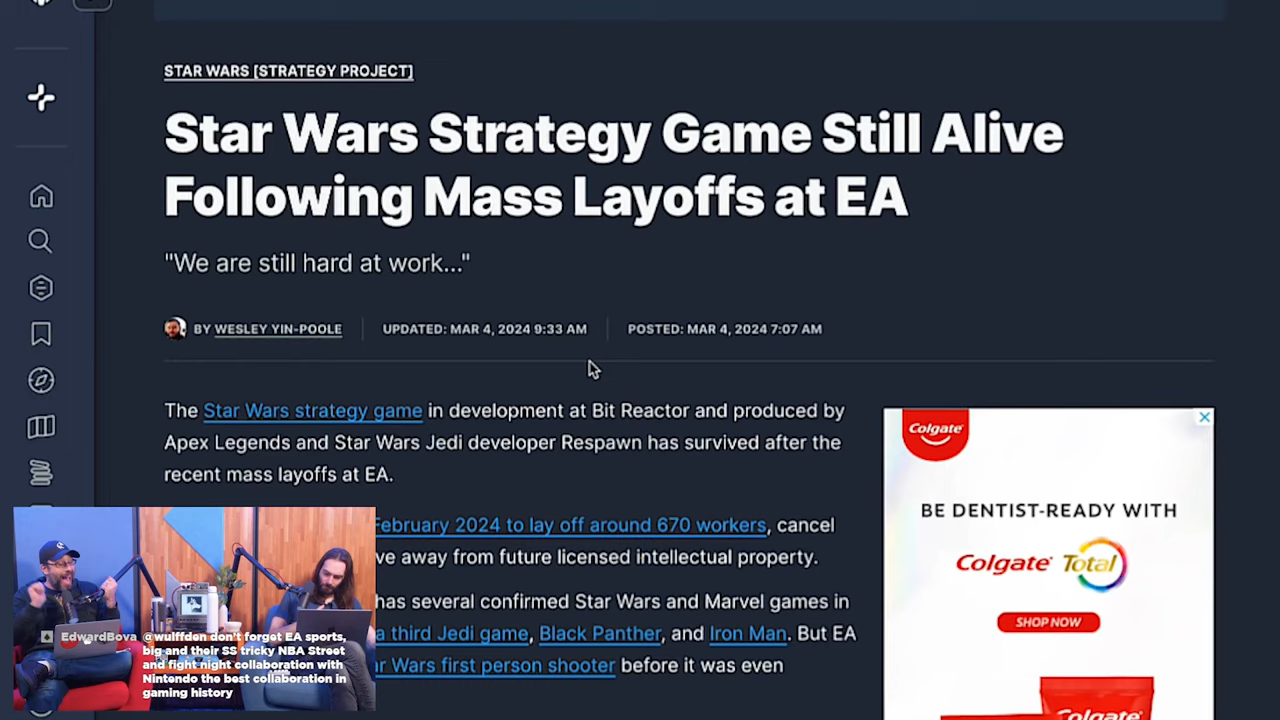 STAR WARS [STRATEGY PROJECT]
Star Wars Strategy Game Still Alive
Following Mass Layoffs at EA
"We are still hard at work..."
BY WESLEY YIN-POOLE
UPDATED: MAR 4, 2024 9:33 AM
POSTED: MAR 4, 2024 7:07 AM
The Star Wars strategy game in development at Bit Reactor and produced by
Apex Legends and Star Wars Jedi developer Respawn has survived after the
recent mass layoffs at EA.
February 2024 to lay off around 670 workers, cancel
ve away from future licensed intellectual property.
has several confirmed Star Wars and Marvel games in
a third Jedi game, Black Panther, and Iron Man. But EA
r Wars first person shooter before it was even
Colgate
BE DENTIST-READY WITH
Colgate Total
SHOP NOW
Colgate
EdwardBova @wulffden don't forget EA sports,
big and their SS tricky NBA Street
and fight night collaboration with
Nintendo the best collaboration in
gaming history